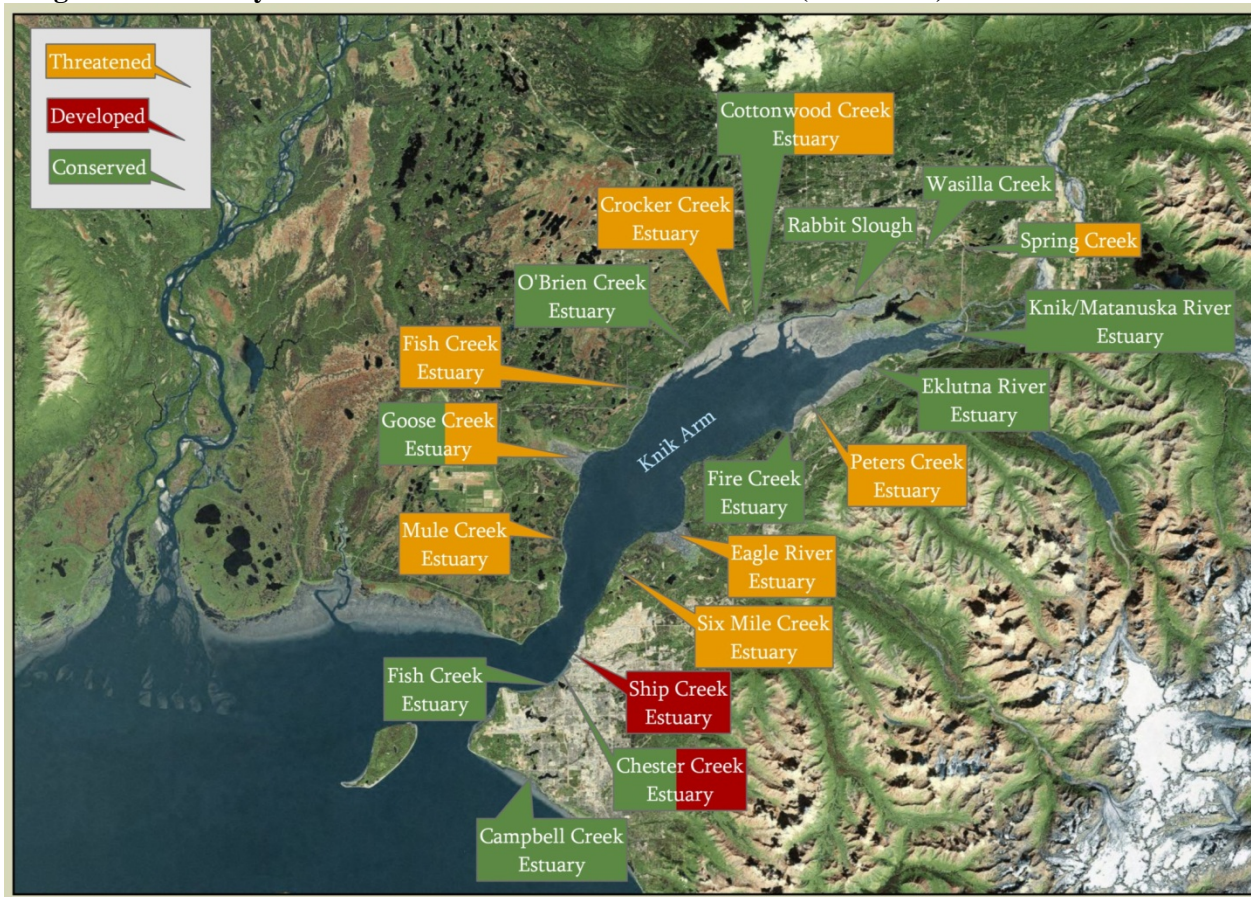 Threatened
Developed
Conserved
Cottonwood Creek
Estuary
Wasilla Creek
Crocker Creek
Estuary
Rabbit Slough
Spring Creek
O'Brien Creek
Estuary
Knik/Matanuska River
Estuary
Fish Creek
Estuary
Eklutna River
Estuary
Goose Creek
Estuary
Knik Arm
Peters Creek
Estuary
Fire Creek
Estuary
Mule Creek
Estuary
Eagle River
Estuary
Six Mile Creek
Estuary
Fish Creek
Estuary
Ship Creek
Estuary
Chester Creek
Estuary
Campbell Creek
Estuary